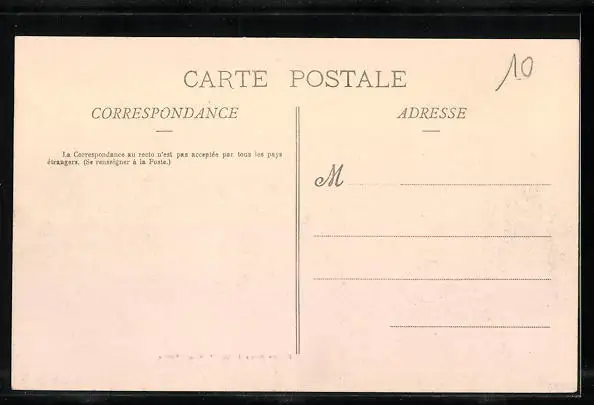 CARTE POSTALE
10
CORRESPONDANCE
ADRESSE
La Correspondance au recto n'est pas acceptée par tous les pays
étrangers. (Se renseigner à la Poste.)
M